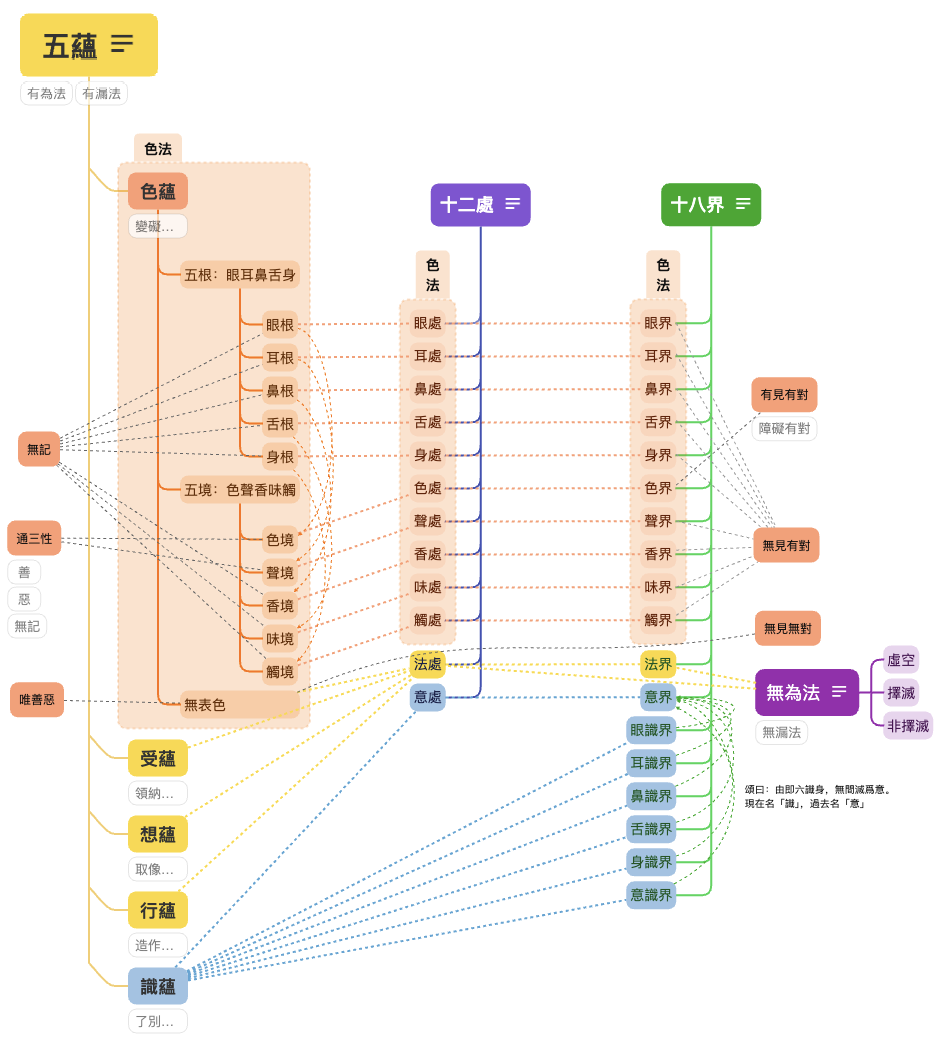 五蘊
有為法
有漏法
色法
色蘊
變礙...
五根：眼耳鼻舌身
眼根
耳根
鼻根
舌根
身根
五境：色聲香味觸
色境
聲境
香境
味境
觸境
無表色
無記
通三性
善
惡
無記
唯善惡
受蘊
領納...
想蘊
取像...
行蘊
造作...
識蘊
了別...
十二處
色
法
眼處
耳處
鼻處
舌處
身處
色處
聲處
香處
味處
觸處
法處
意處
十八界
色
法
眼界
耳界
鼻界
舌界
身界
色界
聲界
香界
味界
觸界
法界
意界
眼識界
耳識界
鼻識界
舌識界
身識界
意識界
有見有對
障礙有對
無見有對
無見無對
無為法
無漏法
虛空
擇滅
非擇滅
頌曰：由即六識身，無間滅爲意。
現在名「識」，過去名「意」